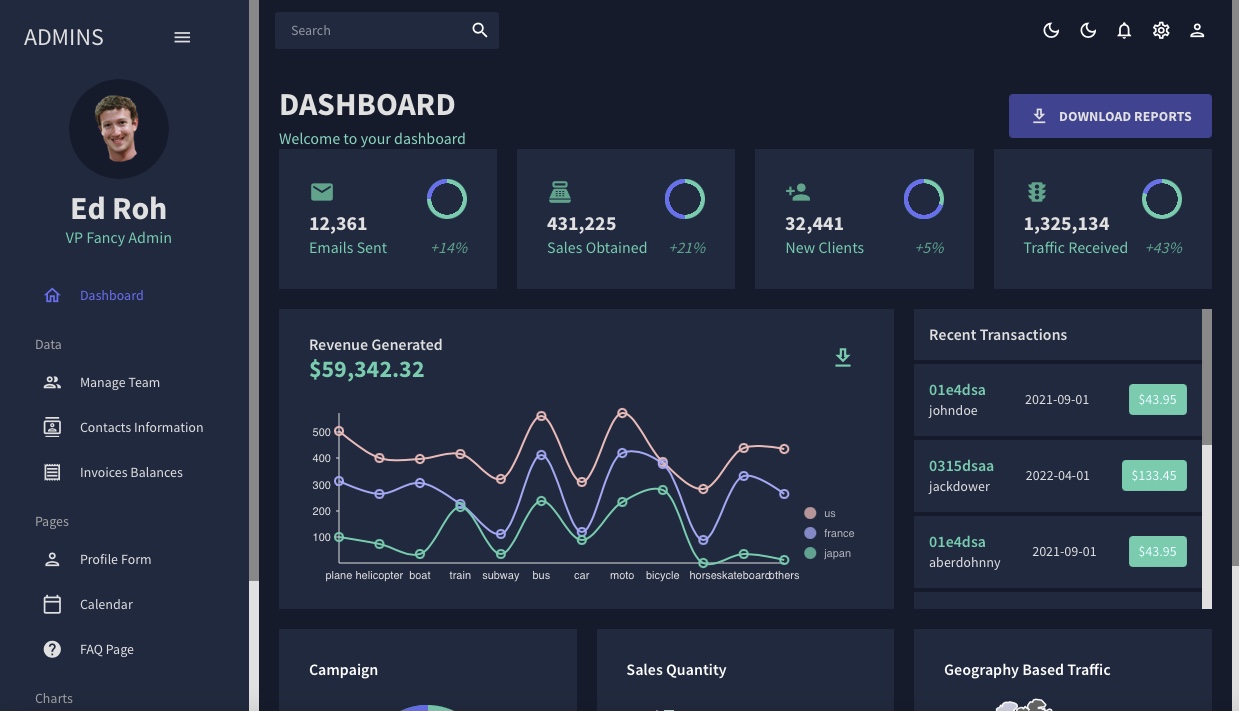 ADMINS
Ed Roh
VP Fancy Admin
Dashboard
Data
Manage Team
Contacts Information
Invoices Balances
Pages
Profile Form
Calendar
FAQ Page
Charts
Search
DASHBOARD
Welcome to your dashboard
DOWNLOAD REPORTS
12,361
Emails Sent +14%
431,225
Sales Obtained +21%
32,441
New Clients +5%
1,325,134
Traffic Received +43%
Revenue Generated
$59,342.32
500
400
300
200
100
plane helicopter boat train subway bus car moto bicycle horse skateboard others
us
france
japan
Recent Transactions
01e4dsa
johndoe
2021-09-01
$43.95
0315dsaa
jackdower
2022-04-01
$133.45
01e4dsa
aberdohnny
2021-09-01
$43.95
Campaign
Sales Quantity
Geography Based Traffic